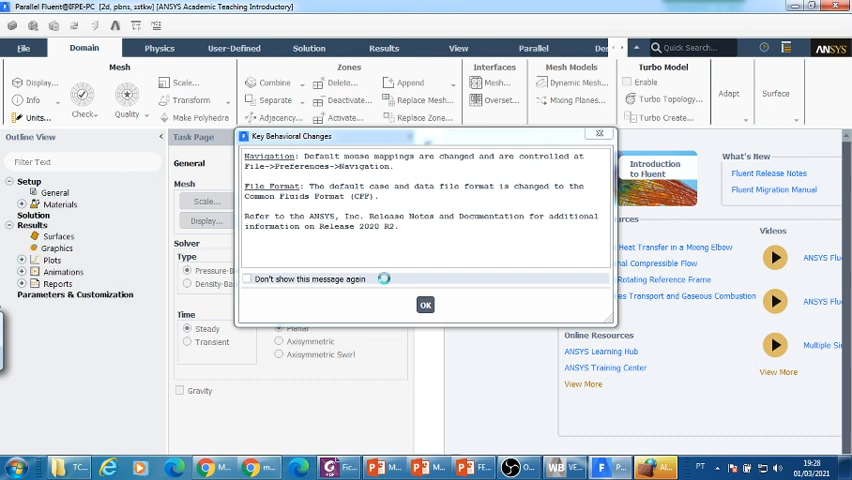 Parallel Fluent@IFPE-PC [2d, pbns, sstkw] [ANSYS Academic Teaching Introductory]
File Domain Physics User-Defined Solution Results View Parallel Quick Search... ANSYS
Mesh Zones Interfaces Mesh Models Turbo Model
Display... Scale... Combine Delete... Append Mesh... Dynamic Mesh... Enable
Info Transform Separate Deactivate... Replace Mesh... Overset... Mixing Planes... Turbo Topology...
Units... Check Quality Make Polyhedra Adjacency... Activate... Replace Zone... Turbo Create... Adapt Surface
Outline View
Filter Text
Setup
General
Materials
Solution
Results
Surfaces
Graphics
Plots
Animations
Reports
Parameters & Customization
Task Page
General
Mesh
Scale...
Display...
Solver
Type
Time
Steady
Transient
Planar
Axisymmetric
Axisymmetric Swirl
Gravity
Key Behavioral Changes
Navigation: Default mouse mappings are changed and are controlled at
File->Preferences->Navigation.
File Format: The default case and data file format is changed to the
Common Fluids Format (CFF).
Refer to the ANSYS, Inc. Release Notes and Documentation for additional
information on Release 2020 R2.
Don't show this message again
OK
Introduction
to Fluent
What's New
Fluent Release Notes
Fluent Migration Manual
Videos
Heat Transfer in a Mixing Elbow
Compressible Flow
Rotating Reference Frame
Transport and Gaseous Combustion
Online Resources
ANSYS Learning Hub
ANSYS Training Center
View More
Multiple
View More
TC... M... m... Fic... M... M... FE... O... VE... P... Al... PT 19:28
01/03/2021